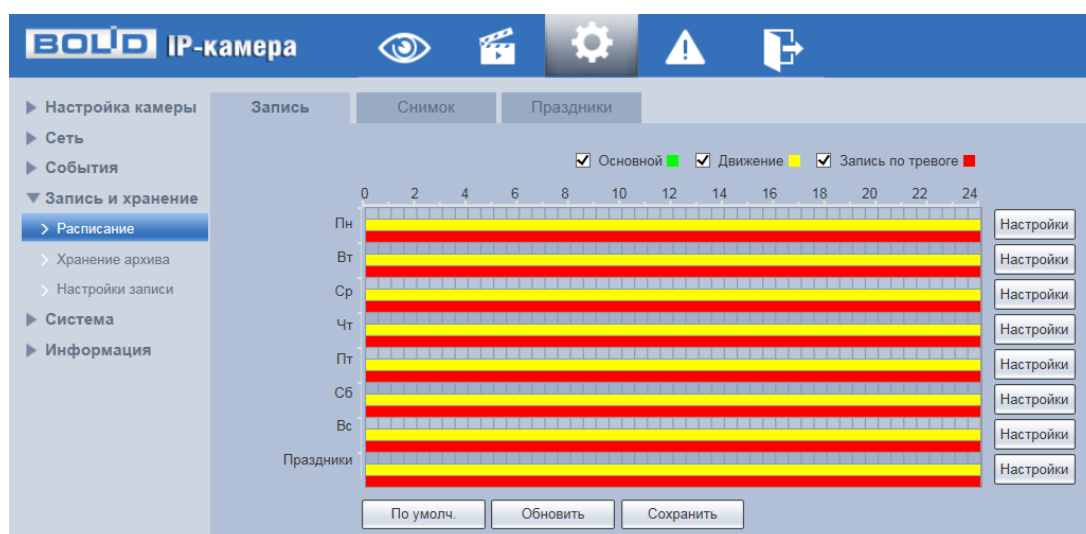 BOLID IP-камера
Настройка камеры
Сеть
События
Запись и хранение
Расписание
Хранение архива
Настройки записи
Система
Информация
Запись Снимок Праздники
Основной Движение Запись по тревоге
0 2 4 6 8 10 12 14 16 18 20 22 24
Пн Настройки
Вт Настройки
Ср Настройки
Чт Настройки
Пт Настройки
Сб Настройки
Вс Настройки
Праздники Настройки
По умолч. Обновить Сохранить